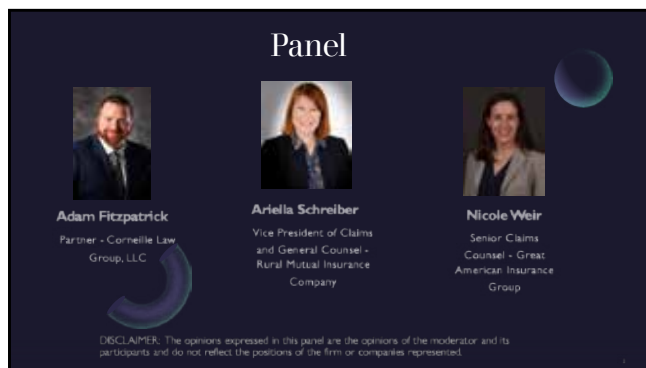 Panel
Adam Fitzpatrick
Partner - Corneille Law
Group, LLC
Ariella Schreiber
Vice President of Claims
and General Counsel -
Rural Mutual Insurance
Company
Nicole Weir
Senior Claims
Counsel - Great
American Insurance
Group
DISCLAIMER: The opinions expressed in this panel are the opinions of the moderator and its
participants and do not reflect the positions of the firm or companies represented.